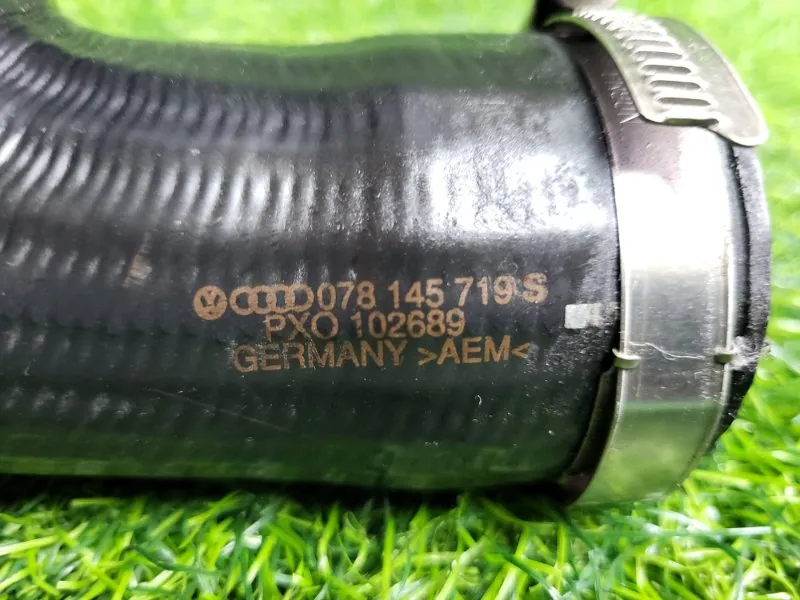 078 145 719 S
PXO 102689
GERMANY >AEM<